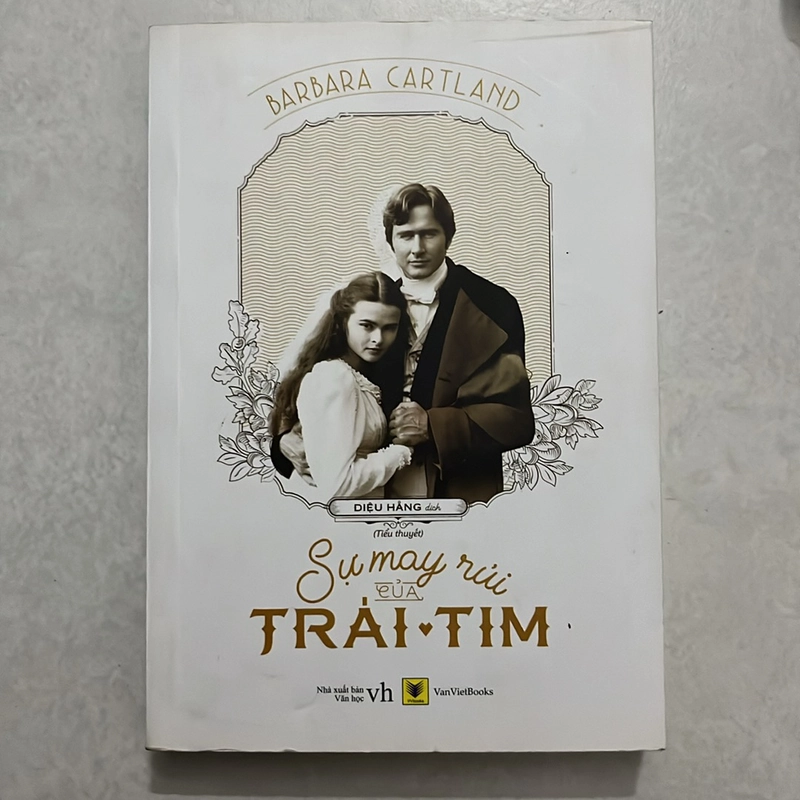 BARBARA CARTLAND
DIỆU HẰNG dịch
(Tiểu thuyết)
Sự may rủi
CỦA
TRÁI TIM
Nhà xuất bản
Văn học
vh
VanVietBooks